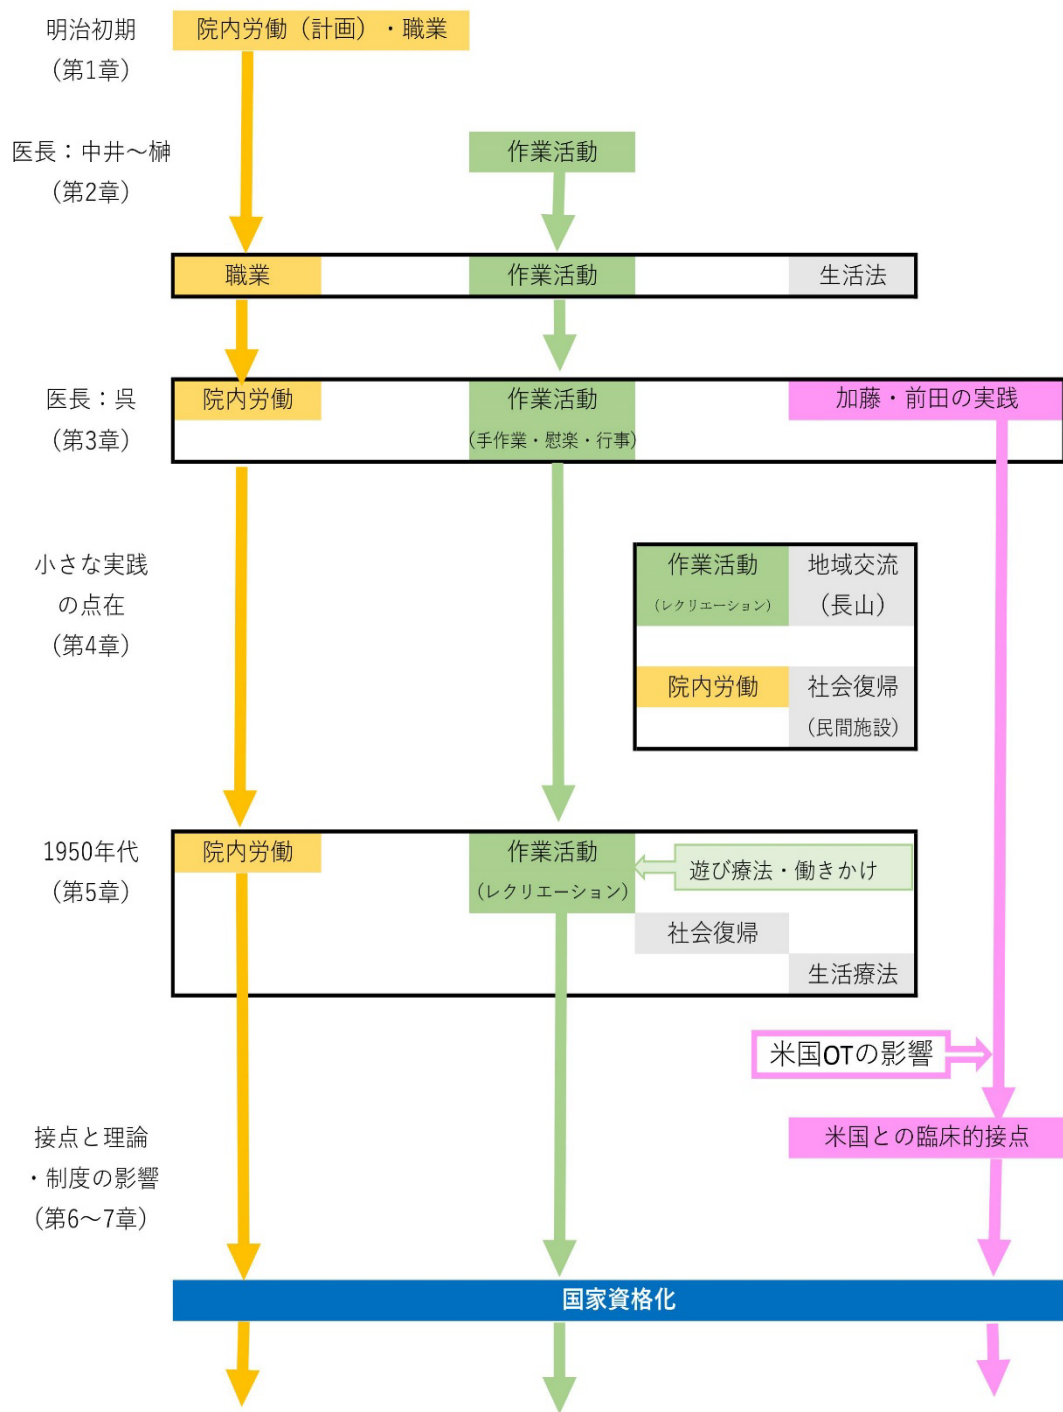 明治初期
(第1章)
院内労働（計画）・職業
医長：中井～榊
(第2章)
作業活動
職業
作業活動
生活法
医長：呉
(第3章)
院内労働
作業活動
(手作業・慰楽・行事)
加藤・前田の実践
小さな実践
の点在
(第4章)
作業活動
(レクリエーション)
地域交流
(長山)
院内労働
社会復帰
(民間施設)
1950年代
(第5章)
院内労働
作業活動
(レクリエーション)
遊び療法・働きかけ
社会復帰
生活療法
米国OTの影響
接点と理論
・制度の影響
(第6～7章)
米国との臨床的接点
国家資格化